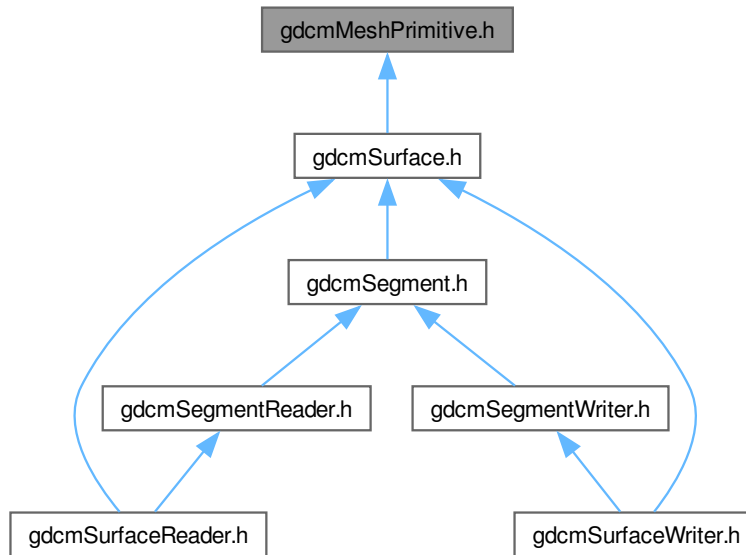 gdcmMeshPrimitive.h
gdcmSurface.h
gdcmSegment.h
gdcmSegmentReader.h
gdcmSegmentWriter.h
gdcmSurfaceReader.h
gdcmSurfaceWriter.h